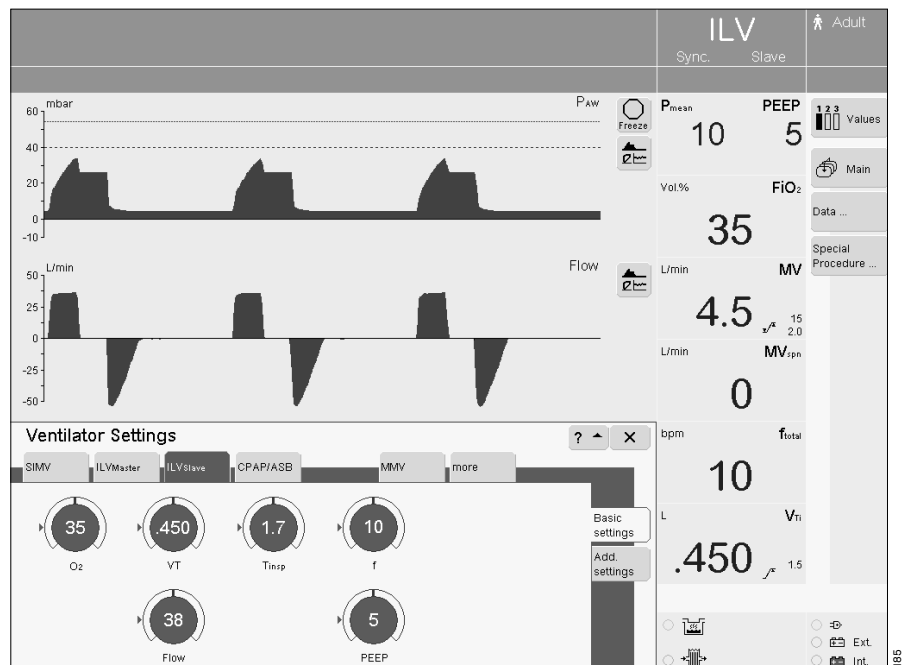 ILV
Sync. Slave
Adult
mbar
PAW
60
40
20
0
-10
Freeze
Pmean PEEP
10 5
1 2 3
Values
Main
Data ...
Special
Procedure ...
Vol.% FiO2
35
L/min
Flow
50
25
0
-25
-50
L/min MV
4.5
15
2.0
L/min MVspn
0
bpm ftotal
10
L VTi
.450
1.5
Ventilator Settings
?
SIMV
ILVMaster
ILVSlave
CPAP/ASB
MMV
more
35
O2
.450
VT
1.7
Tinsp
10
f
38
Flow
5
PEEP
Basic
settings
Add.
settings
Ext.
Int.